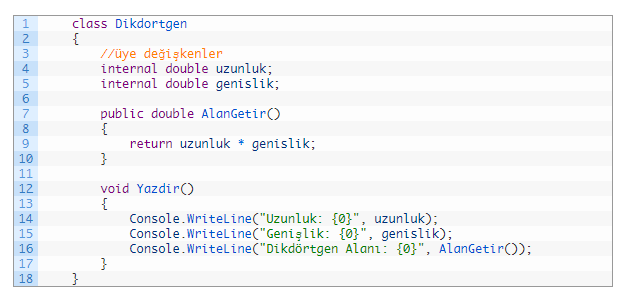 1 class Dikdortgen
2 {
3 //üye değişkenler
4 internal double uzunluk;
5 internal double genislik;
6
7 public double AlanGetir()
8 {
9 return uzunluk * genislik;
10 }
11
12 void Yazdir()
13 {
14 Console.WriteLine("Uzunluk: {0}", uzunluk);
15 Console.WriteLine("Genişlik: {0}", genislik);
16 Console.WriteLine("Dikdörtgen Alanı: {0}", AlanGetir());
17 }
18 }